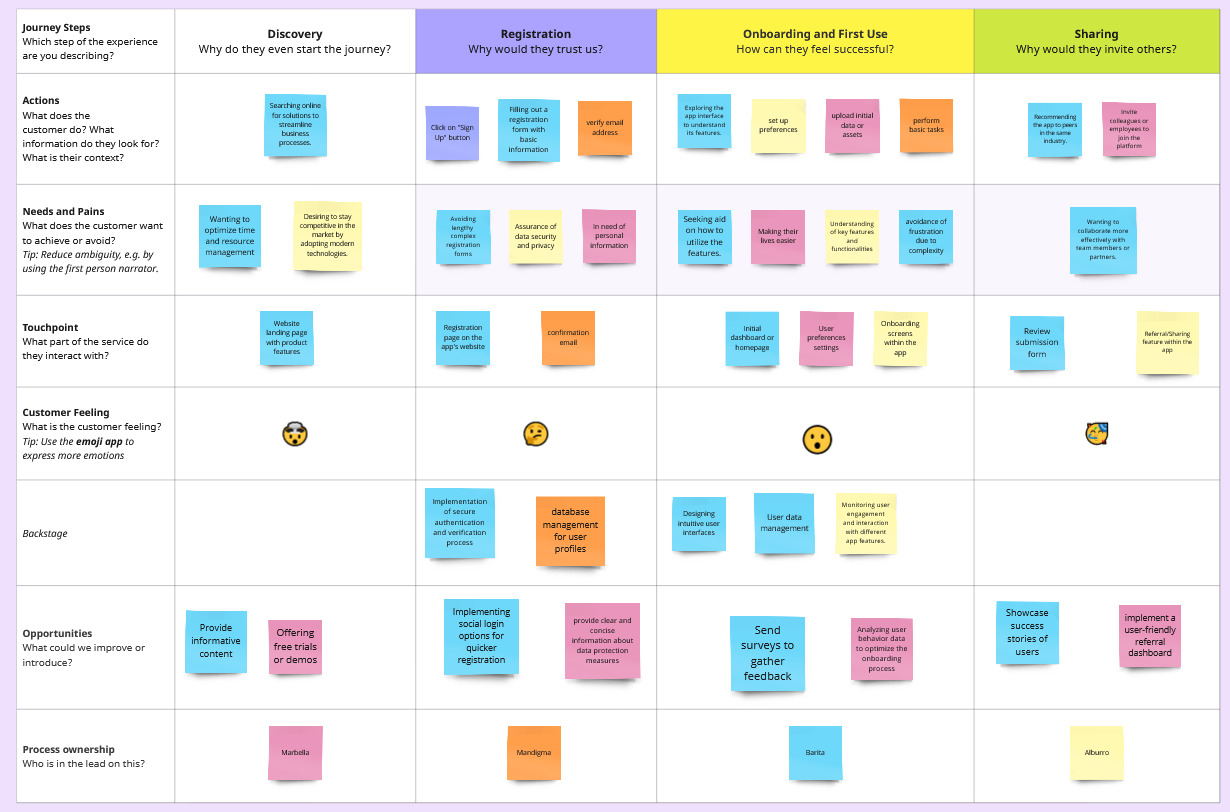 Journey Steps
Which step of the experience
are you describing?
Discovery
Why do they even start the journey?
Registration
Why would they trust us?
Onboarding and First Use
How can they feel successful?
Sharing
Why would they invite others?
Actions
What does the
customer do? What
information do they look for?
What is their context?
Searching online
for solutions to
streamline
business
processes.
Click on "Sign
Up" button
Filling out a
registration
form with
basic
information
verify email
address
Exploring the
app interface
to understand
its features.
set up
preferences
upload initial
data or
assets
perform
basic tasks
Recommending
the app to peers
in the same
industry.
Invite
colleagues or
employees to
join the
platform
Needs and Pains
What does the customer want
to achieve or avoid?
Tip: Reduce ambiguity, e.g. by
using the first person narrator.
Wanting to
optimize time
and resource
management
Desiring to stay
competitive in the
market by
adopting modern
technologies.
Avoiding
lengthy
complex
registration
forms
Assurance of
data security
and privacy
In need of
personal
information
Seeking aid
on how to
utilize the
features.
Making their
lives easier
Understanding
of key features
and
functionalities
avoidance of
frustration
due to
complexity
Wanting to
collaborate more
effectively with
team members or
partners.
Touchpoint
What part of the service do
they interact with?
Website
landing page
with product
features
Registration
page on the
app's website
confirmation
email
Initial
dashboard or
homepage
User
preferences
settings
Onboarding
screens
within the
app
Review
submission
form
Referral/Sharing
feature within the
app
Customer Feeling
What is the customer feeling?
Tip: Use the emoji app to
express more emotions
Backstage
Implementation
of secure
authentication
and verification
process
database
management
for user
profiles
Designing
intuitive user
interfaces
User data
management
Monitoring user
engagement
and interaction
with different
app features.
Opportunities
What could we improve or
introduce?
Provide
informative
content
Offering
free trials
or demos
Implementing
social login
options for
quicker
registration
provide clear and
concise
information about
data protection
measures
Send
surveys to
gather
feedback
Analyzing user
behavior data
to optimize the
onboarding
process
Showcase
success
stories of
users
implement a
user-friendly
referral
dashboard
Process ownership
Who is in the lead on this?
Marbella
Mandigma
Barita
Alburro